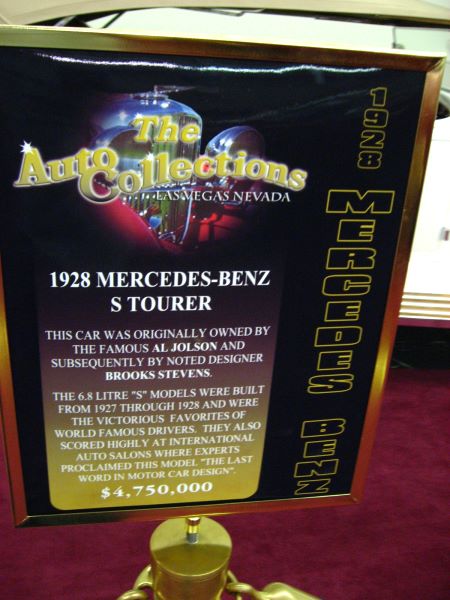 The
Auto Collections
LAS VEGAS NEVADA
1928 MERCEDES-BENZ
S TOURER
THIS CAR WAS ORIGINALLY OWNED BY
THE FAMOUS AL JOLSON AND
SUBSEQUENTLY BY NOTED DESIGNER
BROOKS STEVENS.
THE 6.8 LITRE "S" MODELS WERE BUILT
FROM 1927 THROUGH 1928 AND WERE
THE VICTORIOUS FAVORITES OF
WORLD FAMOUS DRIVERS. THEY ALSO
SCORED HIGHLY AT INTERNATIONAL
AUTO SALONS WHERE EXPERTS
PROCLAIMED THIS MODEL "THE LAST
WORD IN MOTOR CAR DESIGN".
$4,750,000
1928 MERCEDES BENZ